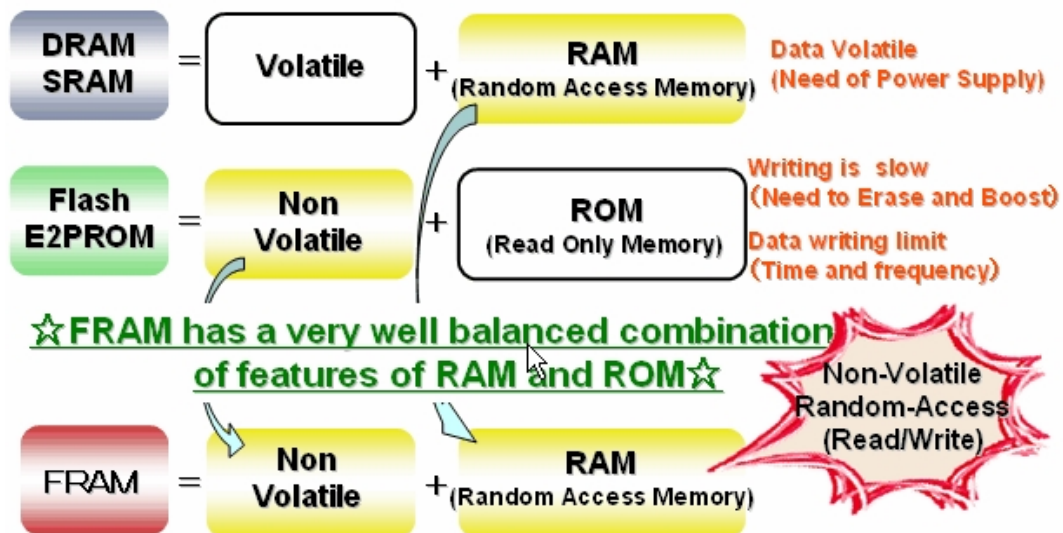 DRAM
SRAM
=
Volatile
+
RAM
(Random Access Memory)
Data Volatile
(Need of Power Supply)
Flash
E2PROM
=
Non
Volatile
+
ROM
(Read Only Memory)
Writing is slow
(Need to Erase and Boost)
Data writing limit
(Time and frequency)
☆FRAM has a very well balanced combination
of features of RAM and ROM☆
Non-Volatile
Random-Access
(Read/Write)
FRAM
=
Non
Volatile
+
RAM
(Random Access Memory)